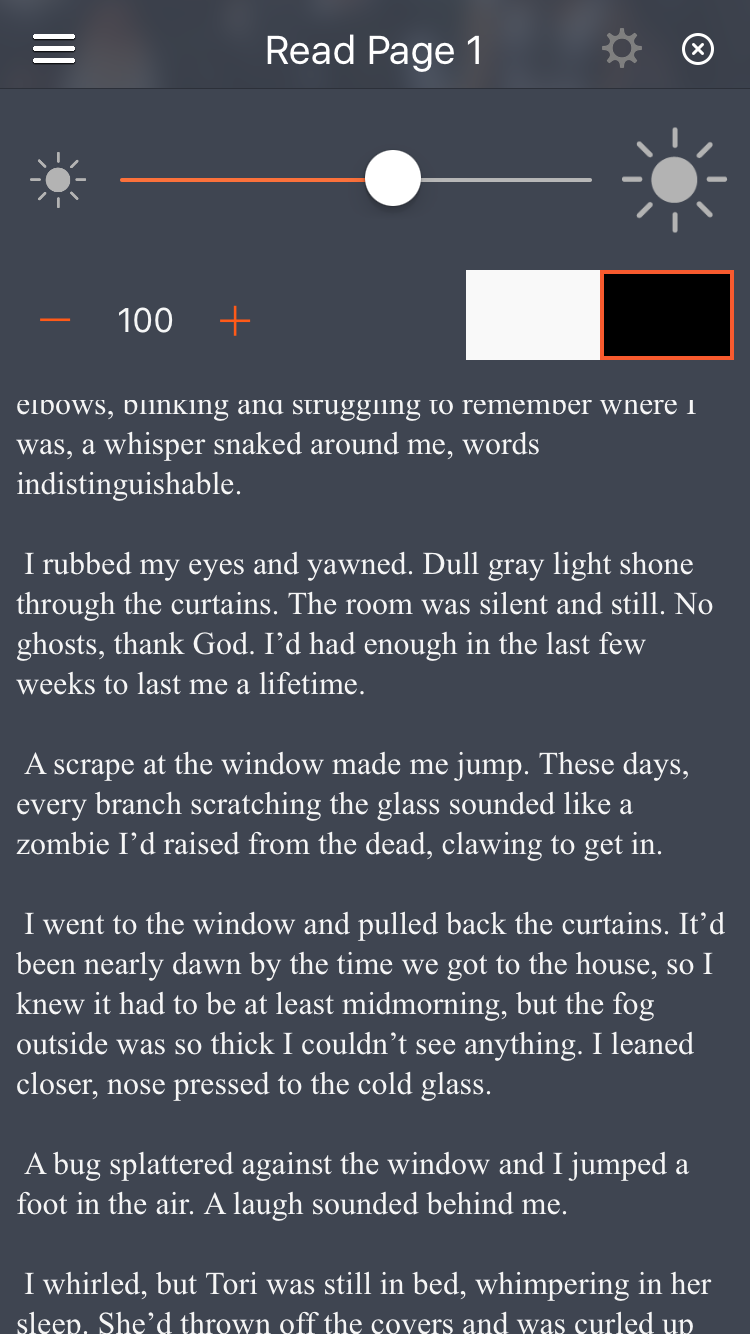 Read Page 1
100
elbows, blinking and struggling to remember where I
was, a whisper snaked around me, words
indistinguishable.
I rubbed my eyes and yawned. Dull gray light shone
through the curtains. The room was silent and still. No
ghosts, thank God. I’d had enough in the last few
weeks to last me a lifetime.
A scrape at the window made me jump. These days,
every branch scratching the glass sounded like a
zombie I’d raised from the dead, clawing to get in.
I went to the window and pulled back the curtains. It’d
been nearly dawn by the time we got to the house, so I
knew it had to be at least midmorning, but the fog
outside was so thick I couldn’t see anything. I leaned
closer, nose pressed to the cold glass.
A bug splattered against the window and I jumped a
foot in the air. A laugh sounded behind me.
I whirled, but Tori was still in bed, whimpering in her
sleep. She’d thrown off the covers and was curled up